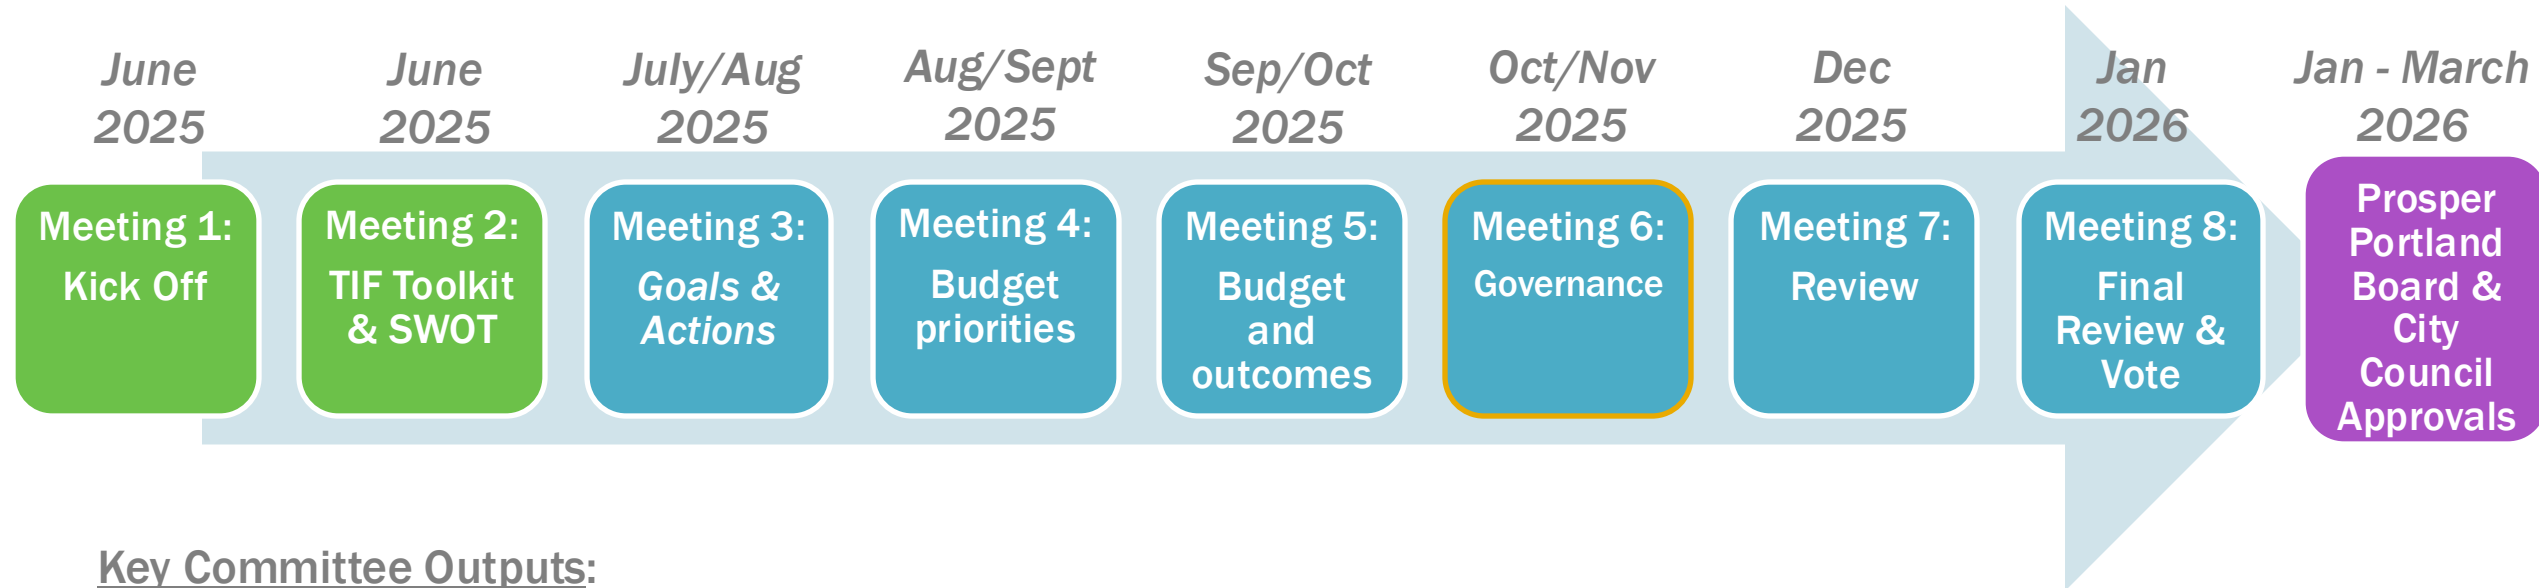 June
2025
June
2025
July/Aug
2025
Aug/Sept
2025
Sep/Oct
2025
Oct/Nov
2025
Dec
2025
Jan
2026
Jan - March
2026
Meeting 1:
Kick Off
Meeting 2:
TIF Toolkit
& SWOT
Meeting 3:
Goals &
Actions
Meeting 4:
Budget
priorities
Meeting 5:
Budget
and
outcomes
Meeting 6:
Governance
Meeting 7:
Review
Meeting 8:
Final
Review &
Vote
Prosper
Portland
Board &
City
Council
Approvals
Key Committee Outputs: